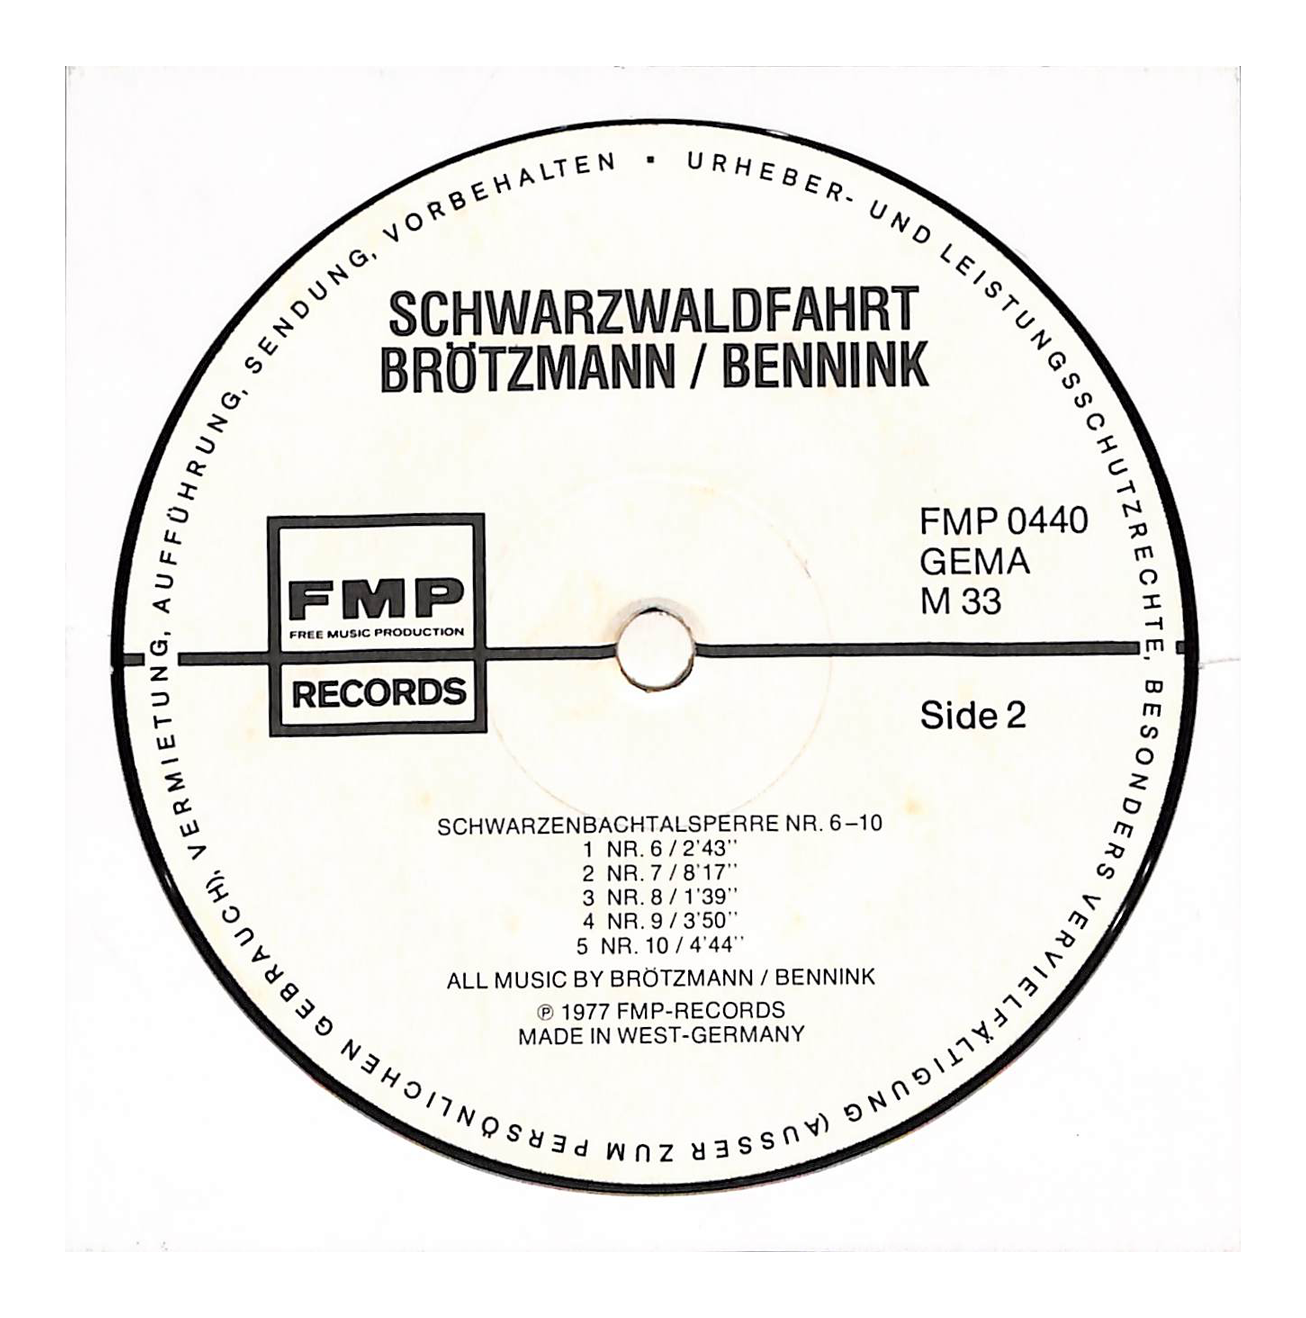 URHEBER- UND LEISTUNGSSCHUTZRECHTE, BESONDERS VERVIELFÄLTIGUNG (AUSSER ZUM PERSÖNLICHEN GEBRAUCH), VERMIETUNG, AUFFÜHRUNG, SENDUNG, VORBEHALTEN ▪
SCHWARZWALDFAHRT
BRÖTZMANN / BENNINK
FMP
FREE MUSIC PRODUCTION
RECORDS
FMP 0440
GEMA
M 33
Side 2
SCHWARZENBACHTALSPERRE NR. 6–10
1 NR. 6 / 2'43''
2 NR. 7 / 8'17''
3 NR. 8 / 1'39''
4 NR. 9 / 3'50''
5 NR. 10 / 4'44''
ALL MUSIC BY BRÖTZMANN / BENNINK
℗ 1977 FMP-RECORDS
MADE IN WEST-GERMANY